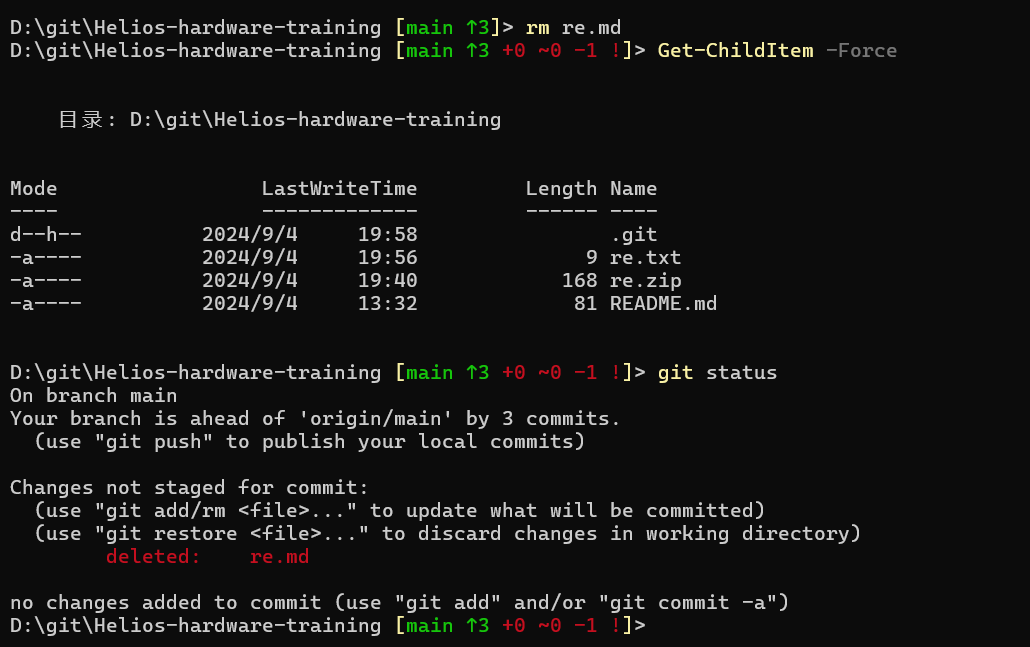 D:\git\Helios-hardware-training [main ↑3]> rm re.md
D:\git\Helios-hardware-training [main ↑3 +0 ~0 -1 !]> Get-ChildItem -Force
目录: D:\git\Helios-hardware-training
Mode                 LastWriteTime         Length Name
----                 -------------         ------ ----
d--h--          2024/9/4     19:58                .git
-a----          2024/9/4     19:56              9 re.txt
-a----          2024/9/4     19:40            168 re.zip
-a----          2024/9/4     13:32             81 README.md
D:\git\Helios-hardware-training [main ↑3 +0 ~0 -1 !]> git status
On branch main
Your branch is ahead of 'origin/main' by 3 commits.
  (use "git push" to publish your local commits)
Changes not staged for commit:
  (use "git add/rm <file>..." to update what will be committed)
  (use "git restore <file>..." to discard changes in working directory)
        deleted:    re.md
no changes added to commit (use "git add" and/or "git commit -a")
D:\git\Helios-hardware-training [main ↑3 +0 ~0 -1 !]>